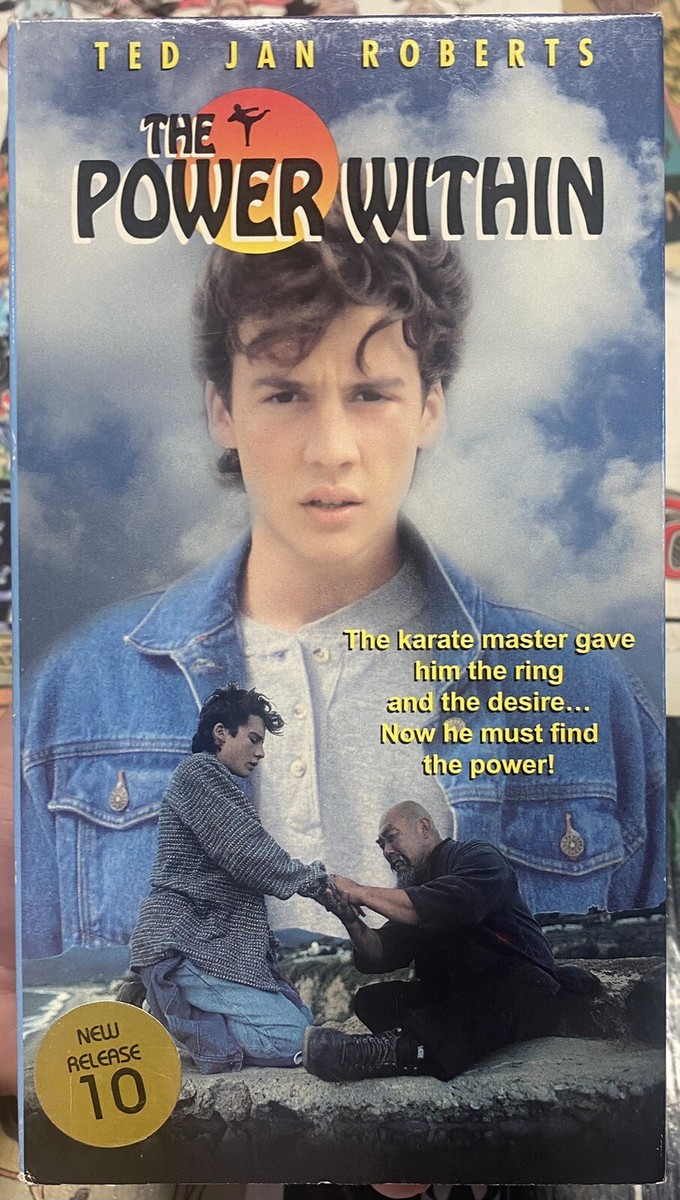 TED JAN ROBERTS
THE
POWER WITHIN
The karate master gave
him the ring
and the desire...
Now he must find
the power!
NEW
RELEASE
10